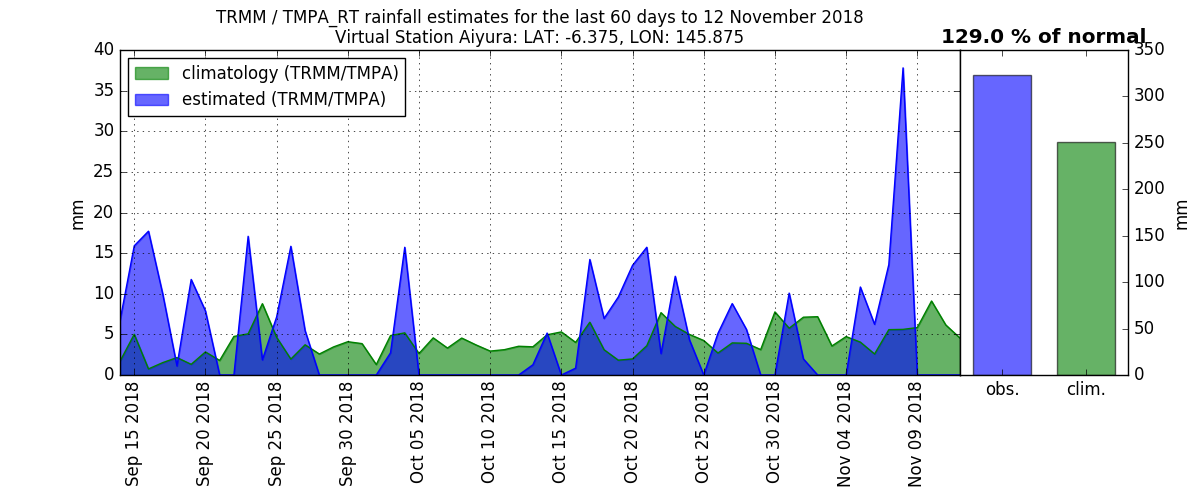 TRMM / TMPA_RT rainfall estimates for the last 60 days to 12 November 2018
Virtual Station Aiyura: LAT: -6.375, LON: 145.875
129.0 % of normal
climatology (TRMM/TMPA)
estimated (TRMM/TMPA)
40
35
30
25
20
15
10
5
0
mm
350
300
250
200
150
100
50
0
mm
Sep 15 2018
Sep 20 2018
Sep 25 2018
Sep 30 2018
Oct 05 2018
Oct 10 2018
Oct 15 2018
Oct 20 2018
Oct 25 2018
Oct 30 2018
Nov 04 2018
Nov 09 2018
obs.
clim.